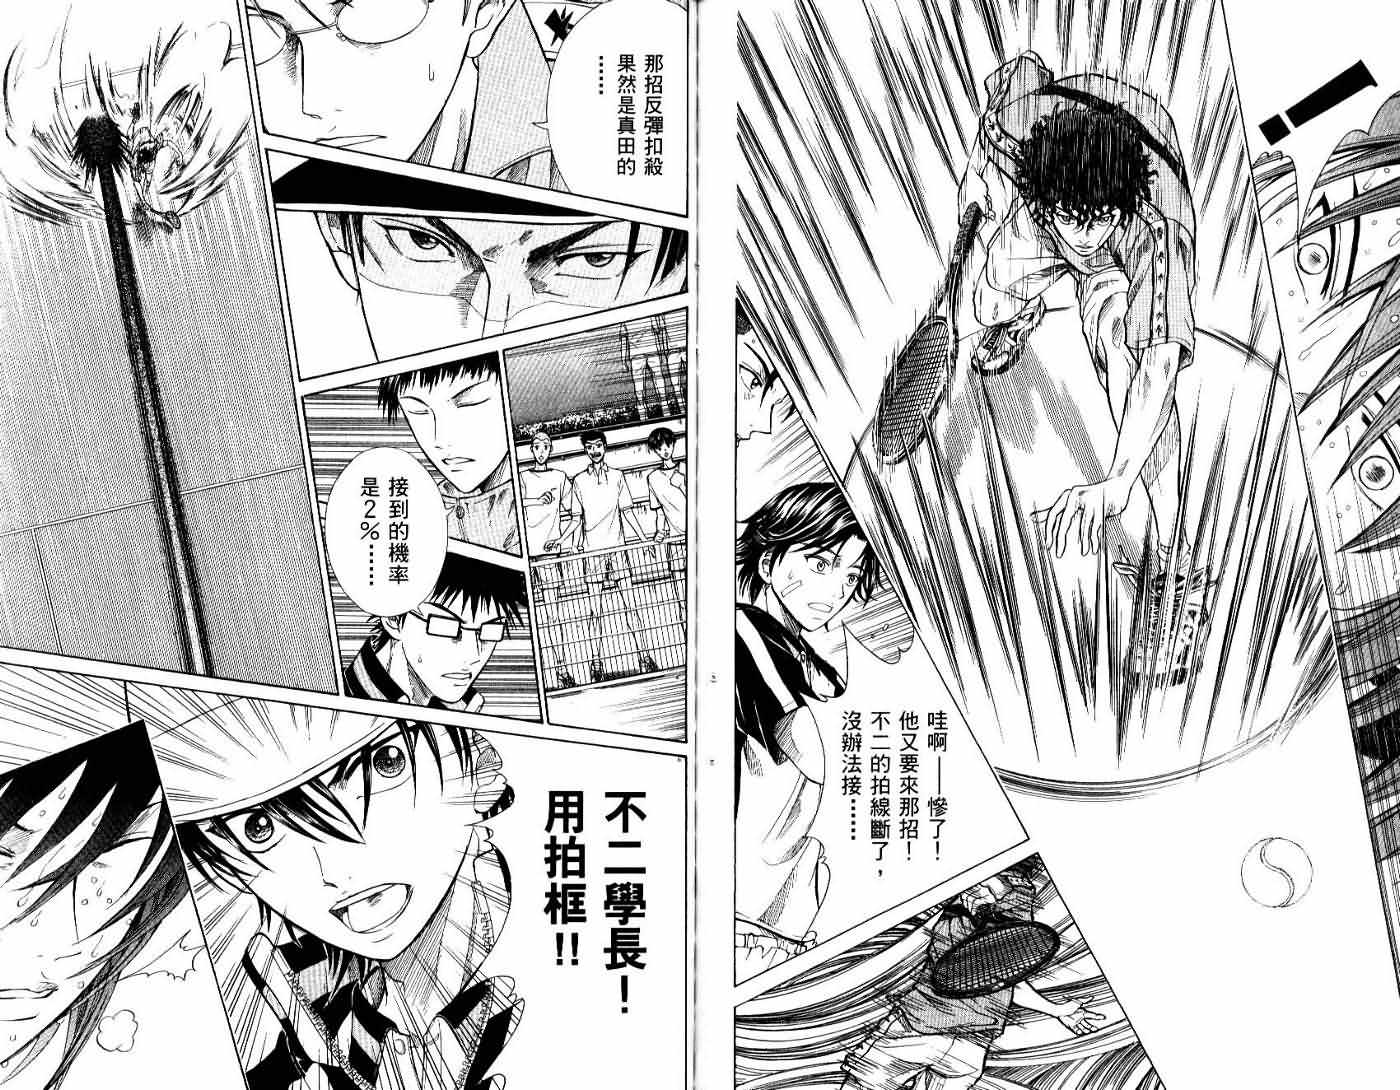 ！
哇啊——慘了！
他又要來那招！
不二的拍線斷了，
沒辦法接……
那招反彈扣殺
果然是真田的
……
接到的機率
是2%……
不二學長！
用拍框！！